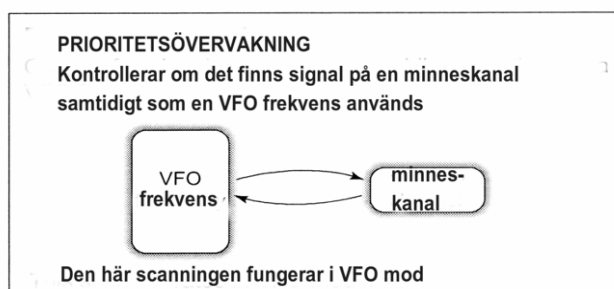 PRIORITETSÖVERVAKNING
Kontrollerar om det finns signal på en minneskanal
samtidigt som en VFO frekvens används
VFO
frekvens
minnes-
kanal
Den här scanningen fungerar i VFO mod